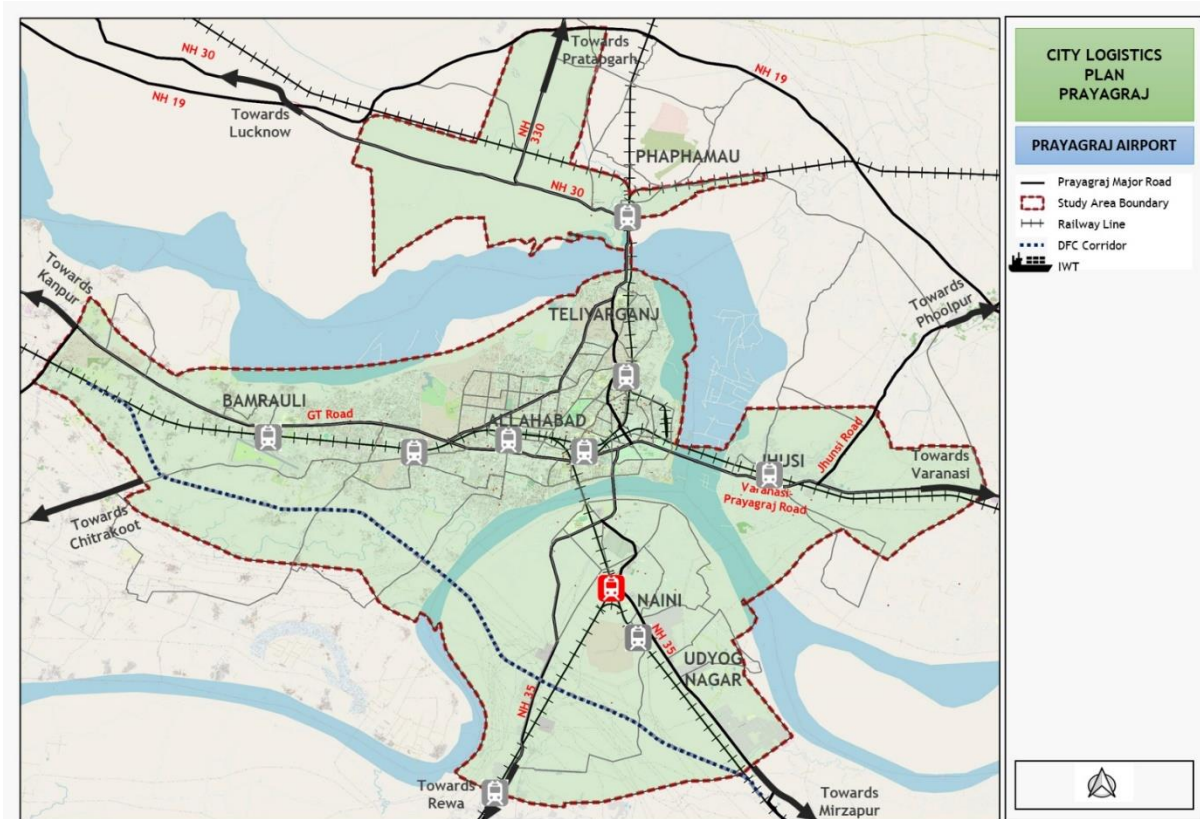 Towards
Pratapgarh
NH 30
NH 19
NH 19
Towards
Lucknow
NH
330
PHAPHAMAU
NH 30
Towards
Kanpur
Towards
Phoolpur
TELIYARGANJ
BAMRAULI
GT Road
ALLAHABAD
JHUSI
Jhunsi Road
Towards
Varanasi
Varanasi-
Prayagraj Road
Towards
Chitrakoot
NAINI
NH 35
UDYOG
NAGAR
NH 35
Towards
Rewa
Towards
Mirzapur
CITY LOGISTICS
PLAN
PRAYAGRAJ
PRAYAGRAJ AIRPORT
Prayagraj Major Road
Study Area Boundary
Railway Line
DFC Corridor
IWT